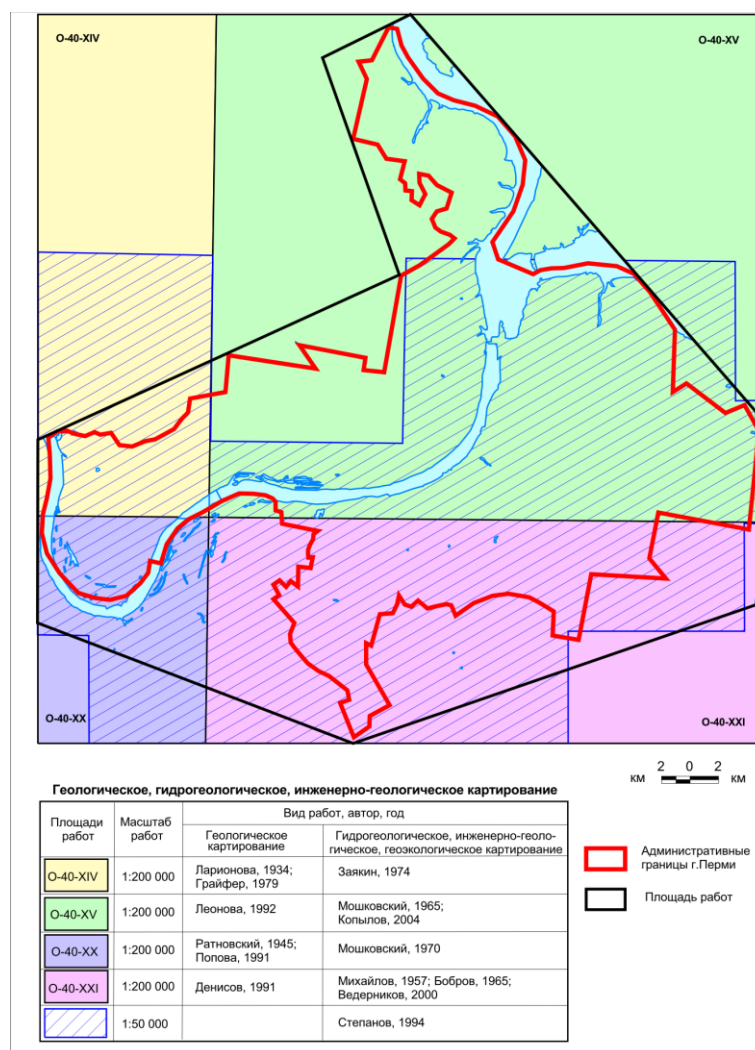 О-40-XIV
О-40-XV
О-40-XX
О-40-XXI
км 2 0 2 км
Геологическое, гидрогеологическое, инженерно-геологическое картирование
Площади работ
Масштаб работ
Вид работ, автор, год
Геологическое картирование
Гидрогеологическое, инженерно-геоло-
гическое, геоэкологическое картирование
О-40-XIV 1:200 000 Ларионова, 1934; Заякин, 1974
Грайфер, 1979
О-40-XV 1:200 000 Леонова, 1992 Мошковский, 1965;
Копылов, 2004
О-40-XX 1:200 000 Ратновский, 1945; Мошковский, 1970
Попова, 1991
О-40-XXI 1:200 000 Денисов, 1991 Михайлов, 1957; Бобров, 1965;
Ведерников, 2000
1:50 000 Степанов, 1994
Административные
границы г.Перми
Площадь работ